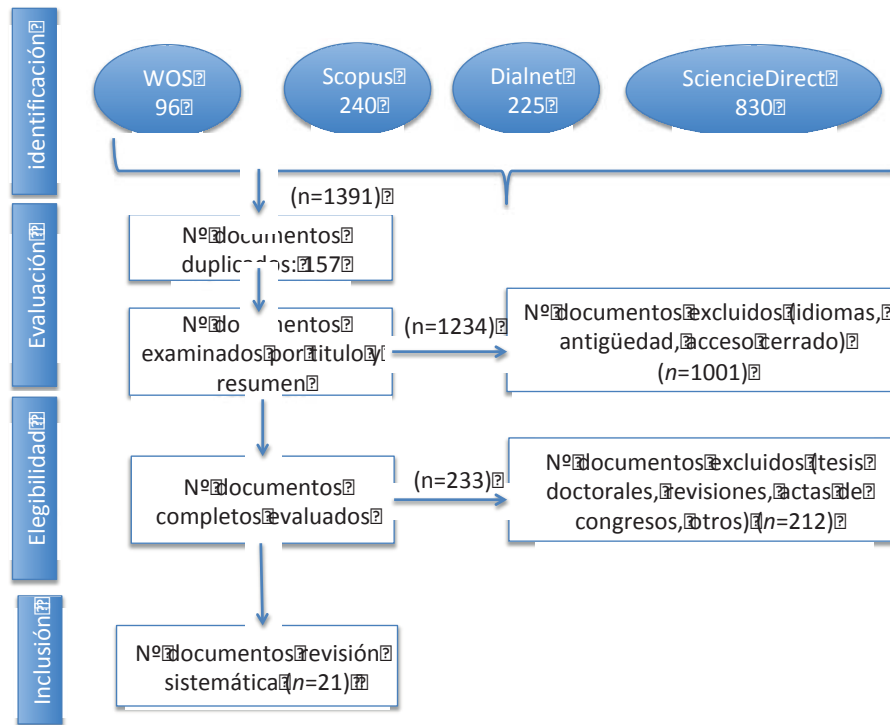 identificación
WOS
96
Scopus
240
Dialnet
225
SciencieDirect
830
(n=1391)
Evaluación
Nº documentos
duplicados: 157
Nº documentos
examinados por titulo y
resumen
(n=1234)
Nº documentos excluidos (idiomas,
antigüedad, acceso cerrado)
(n=1001)
Elegibilidad
Nº documentos
completos evaluados
(n=233)
Nº documentos excluidos (tesis
doctorales, revisiones, actas de
congresos, otros) (n=212)
Inclusión
Nº documentos revisión
sistemática (n=21)